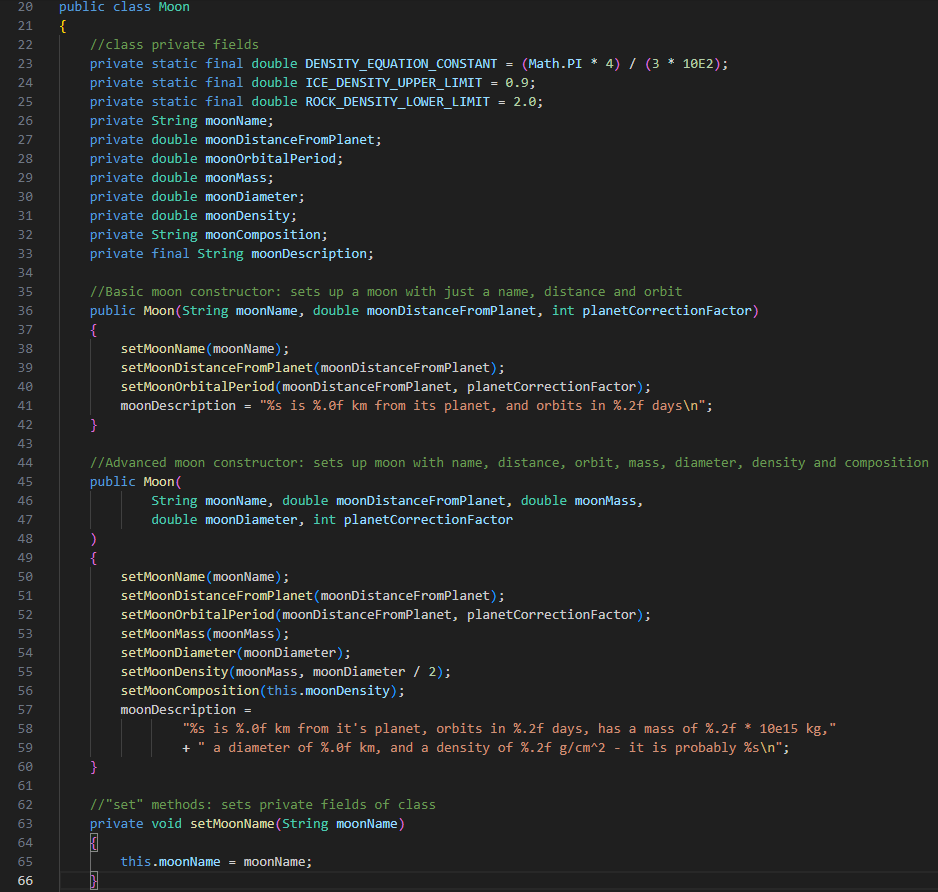 20 public class Moon
21 {
22     //class private fields
23     private static final double DENSITY_EQUATION_CONSTANT = (Math.PI * 4) / (3 * 10E2);
24     private static final double ICE_DENSITY_UPPER_LIMIT = 0.9;
25     private static final double ROCK_DENSITY_LOWER_LIMIT = 2.0;
26     private String moonName;
27     private double moonDistanceFromPlanet;
28     private double moonOrbitalPeriod;
29     private double moonMass;
30     private double moonDiameter;
31     private double moonDensity;
32     private String moonComposition;
33     private final String moonDescription;
34
35     //Basic moon constructor: sets up a moon with just a name, distance and orbit
36     public Moon(String moonName, double moonDistanceFromPlanet, int planetCorrectionFactor)
37     {
38         setMoonName(moonName);
39         setMoonDistanceFromPlanet(moonDistanceFromPlanet);
40         setMoonOrbitalPeriod(moonDistanceFromPlanet, planetCorrectionFactor);
41         moonDescription = "%s is %.0f km from its planet, and orbits in %.2f days\n";
42     }
43
44     //Advanced moon constructor: sets up moon with name, distance, orbit, mass, diameter, density and composition
45     public Moon(
46             String moonName, double moonDistanceFromPlanet, double moonMass,
47             double moonDiameter, int planetCorrectionFactor
48     )
49     {
50         setMoonName(moonName);
51         setMoonDistanceFromPlanet(moonDistanceFromPlanet);
52         setMoonOrbitalPeriod(moonDistanceFromPlanet, planetCorrectionFactor);
53         setMoonMass(moonMass);
54         setMoonDiameter(moonDiameter);
55         setMoonDensity(moonMass, moonDiameter / 2);
56         setMoonComposition(this.moonDensity);
57         moonDescription =
58                 "%s is %.0f km from it's planet, orbits in %.2f days, has a mass of %.2f * 10e15 kg,"
59                 + " a diameter of %.0f km, and a density of %.2f g/cm^2 - it is probably %s\n";
60     }
61
62     //"set" methods: sets private fields of class
63     private void setMoonName(String moonName)
64     {
65         this.moonName = moonName;
66     }